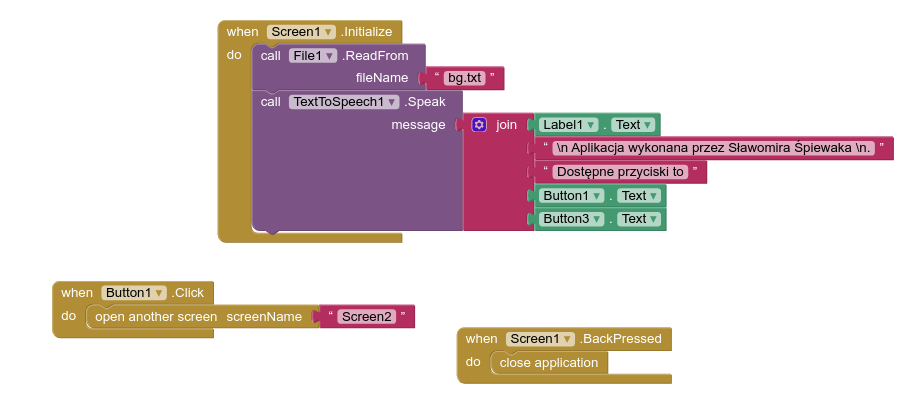 when Screen1 .Initialize
do call File1 .ReadFrom
fileName " bg.txt "
call TextToSpeech1 .Speak
message join Label1 . Text
" \n Aplikacja wykonana przez Sławomira Śpiewaka \n. "
" Dostępne przyciski to "
Button1 . Text
Button3 . Text
when Button1 .Click
do open another screen screenName " Screen2 "
when Screen1 .BackPressed
do close application